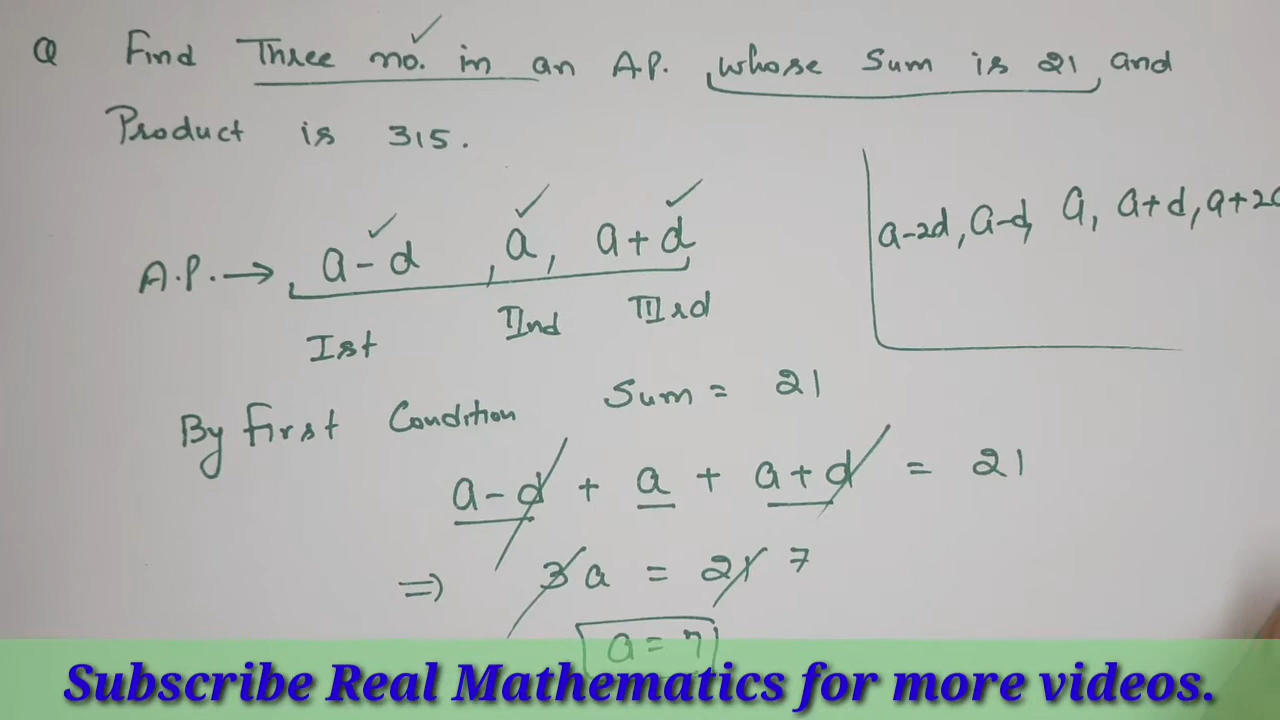 Q Find Three no. in an A.P. whose Sum is 21 and
Product is 315.
a-2d, a-d, a, a+d, a+2d
A.P. → a-d, a, a+d
Ist IInd IIIrd
By First Condition Sum = 21
a-d + a + a+d = 21
⇒ 3a = 21 7
a = 7
Subscribe Real Mathematics for more videos.